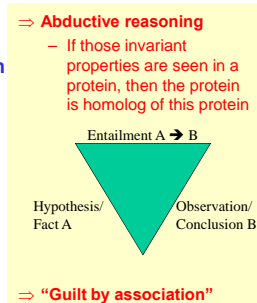 ⇒ Abductive reasoning
– If those invariant
properties are seen in a
protein, then the protein
is homolog of this protein
Entailment A ➔ B
Hypothesis/ Observation/
Fact A Conclusion B
⇒ “Guilt by association”